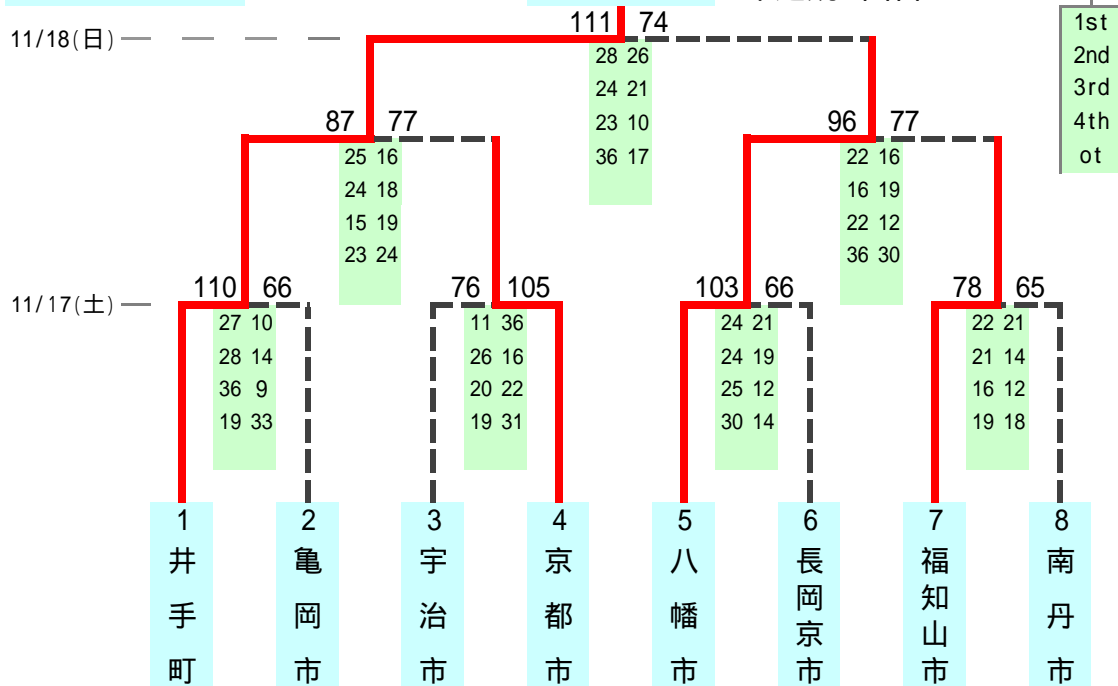 111 74
11/18(日)
28 26
24 21
23 10
36 17
1st
2nd
3rd
4th
ot
87 77
25 16
24 18
15 19
23 24
96 77
22 16
16 19
22 12
36 30
11/17(土)
110 66
27 10
28 14
36 9
19 33
76 105
11 36
26 16
20 22
19 31
103 66
24 21
24 19
25 12
30 14
78 65
22 21
21 14
16 12
19 18
1 井手町
2 亀岡市
3 宇治市
4 京都市
5 八幡市
6 長岡京市
7 福知山市
8 南丹市